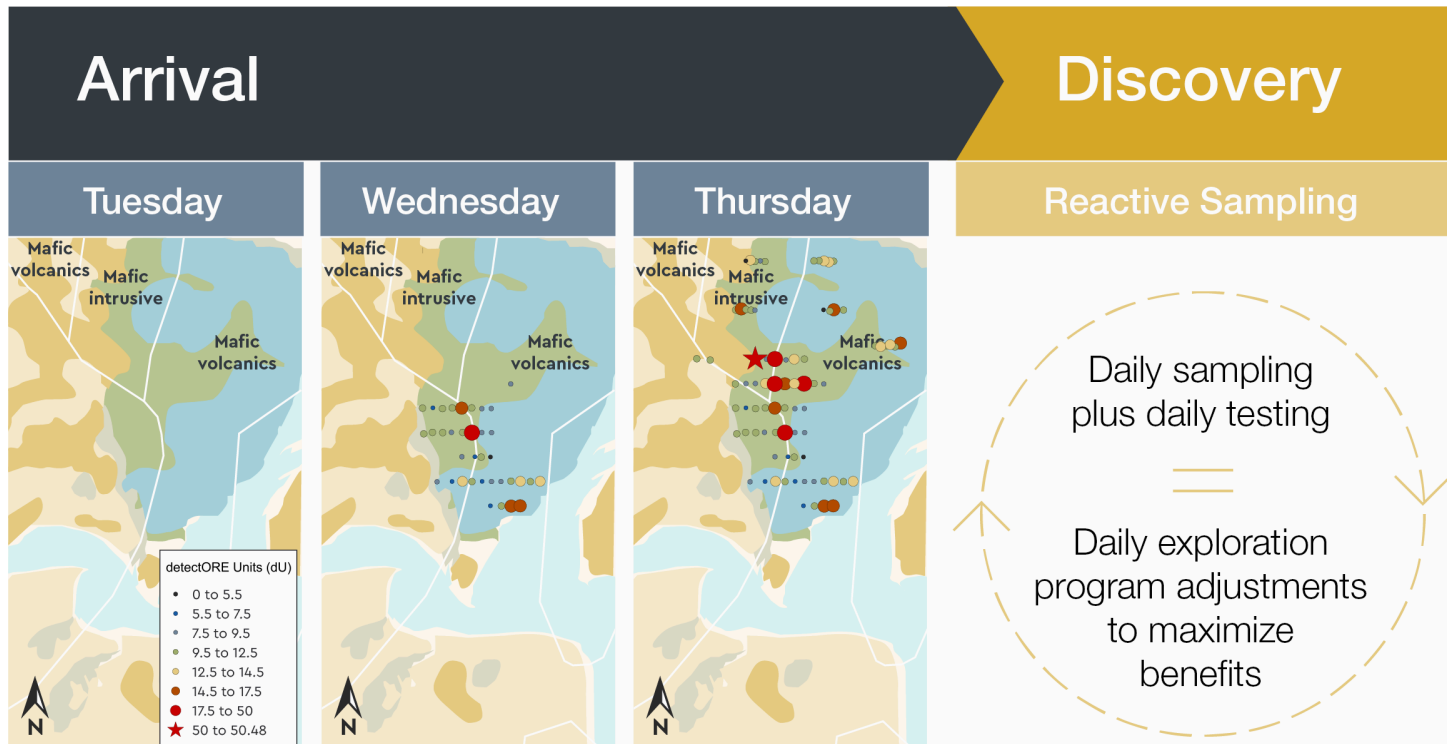 Arrival
Discovery
Tuesday
Wednesday
Thursday
Reactive Sampling
Mafic
volcanics
Mafic
intrusive
Mafic
volcanics
detectORE Units (dU)
0 to 5.5
5.5 to 7.5
7.5 to 9.5
9.5 to 12.5
12.5 to 14.5
14.5 to 17.5
17.5 to 50
50 to 50.48
N
Mafic
volcanics
Mafic
intrusive
Mafic
volcanics
N
Mafic
volcanics
Mafic
intrusive
Mafic
volcanics
N
Daily sampling
plus daily testing
=
Daily exploration
program adjustments
to maximize
benefits